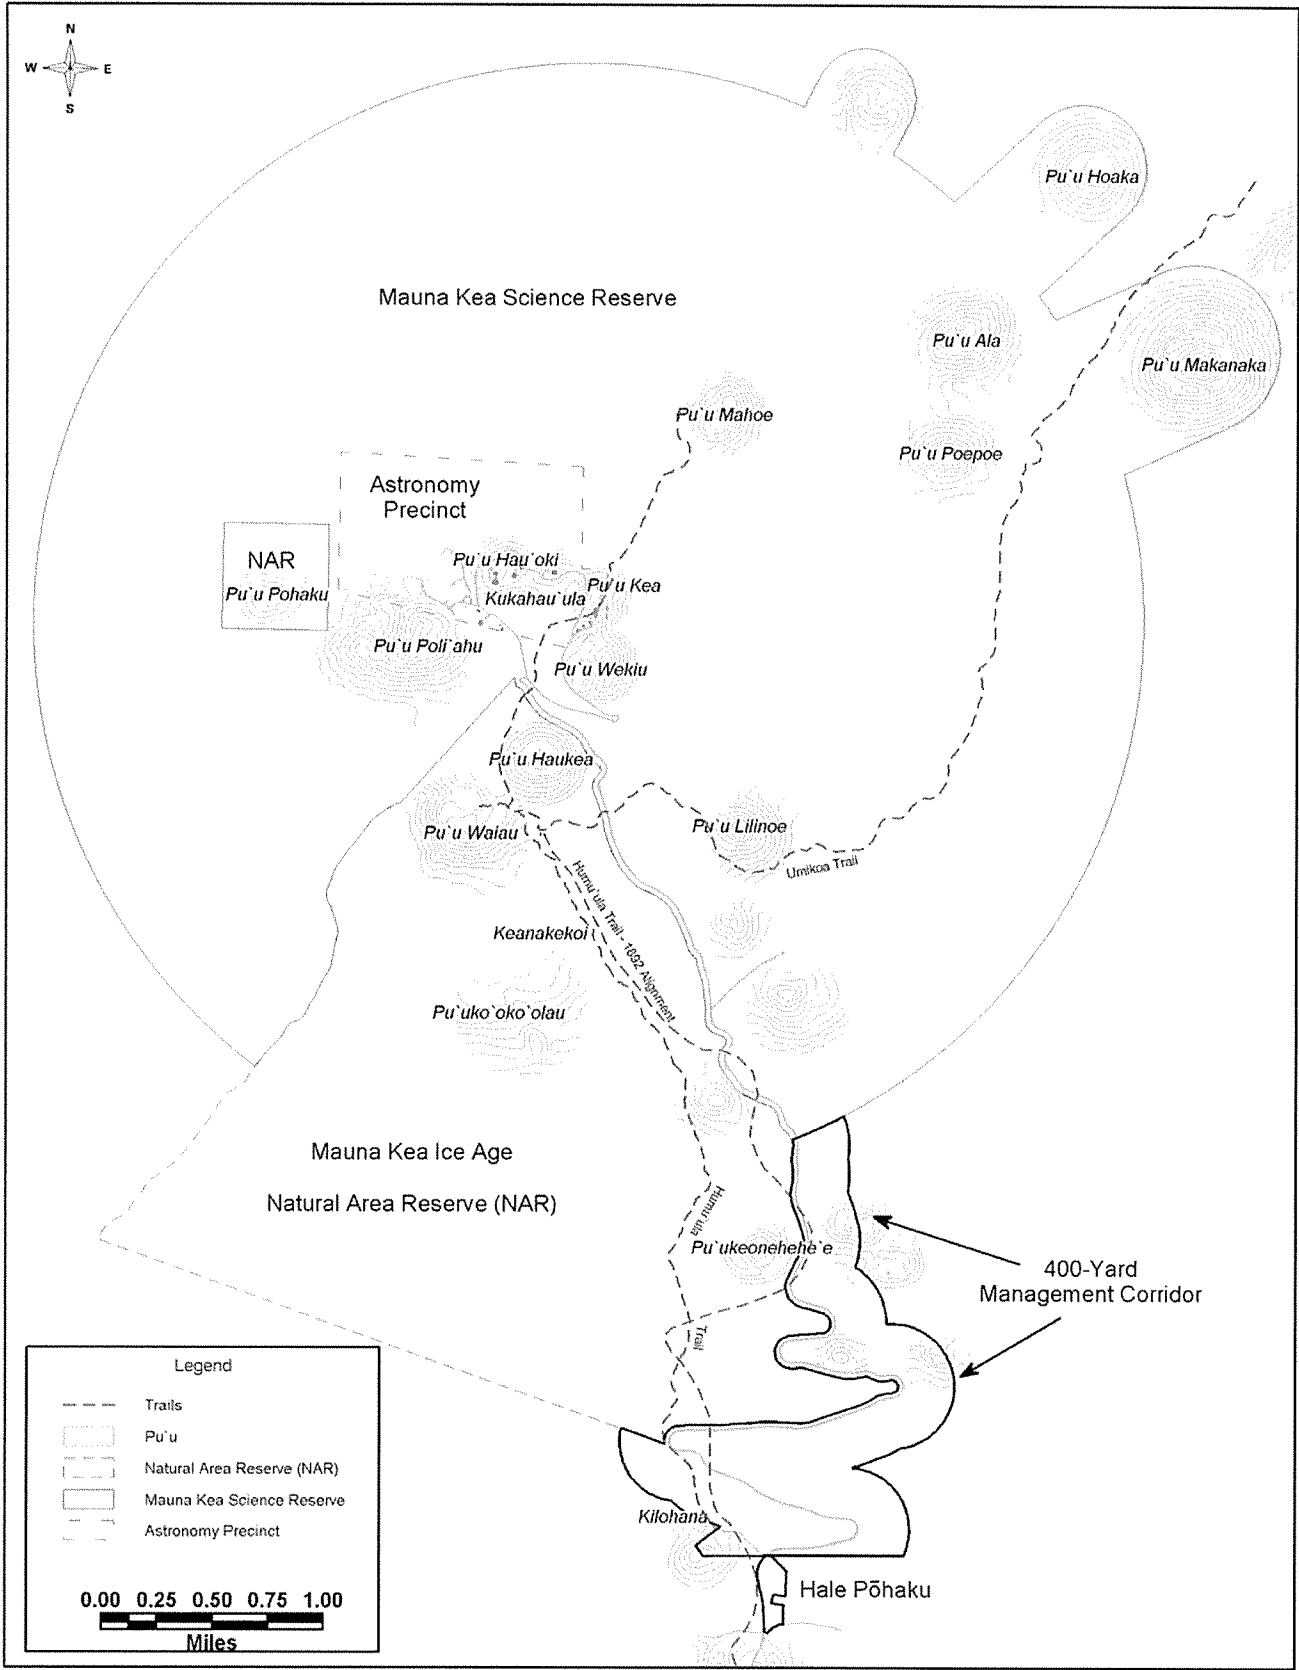 N
W E
S
Pu`u Hoaka
Mauna Kea Science Reserve
Pu`u Ala
Pu`u Makanaka
Pu`u Mahoe
Pu`u Poepoe
Astronomy
Precinct
NAR
Pu`u Pohaku
Pu`u Hau`oki
Pu`u Kea
Kukahau`ula
Pu`u Poli`ahu
Pu`u Wekiu
Pu`u Haukea
Pu`u Waiau
Pu`u Lilinoe
Umikoa Trail
Humu`ula Trail - 1892 Alignment
Keanakekoi
Pu`uko`oko`olau
Mauna Kea Ice Age
Natural Area Reserve (NAR)
Humu`ula
Trail
Pu`ukeonehehe`e
400-Yard
Management Corridor
Kilohana
Hale Pōhaku
Legend
Trails
Pu`u
Natural Area Reserve (NAR)
Mauna Kea Science Reserve
Astronomy Precinct
0.00 0.25 0.50 0.75 1.00
Miles